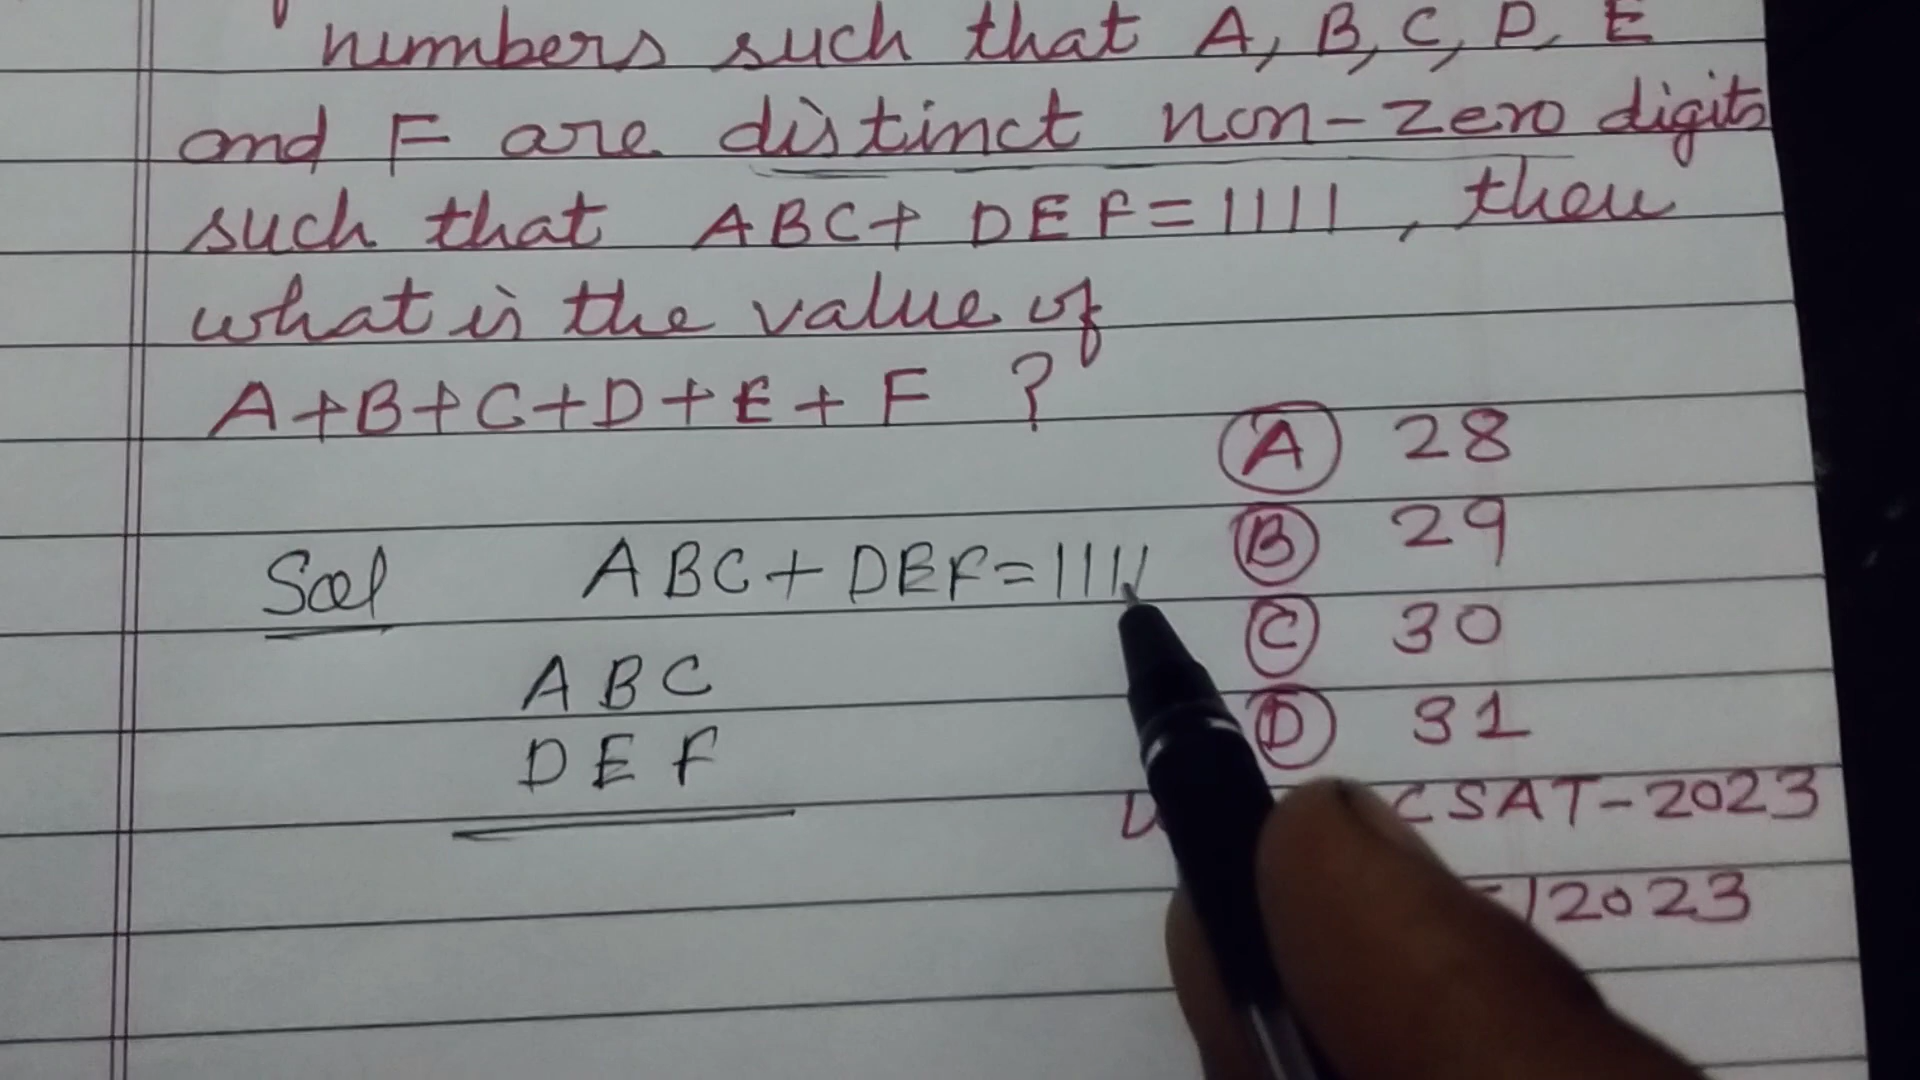 numbers such that A, B, C, D, E
and F are distinct non-zero digits
such that ABC+ DEF=1111, then
what is the value of
A+B+C+D+E+F ?
A 28
B 29
C 30
D 31
Sol ABC+DEF=1111
ABC
DEF
CSAT-2023
/2023